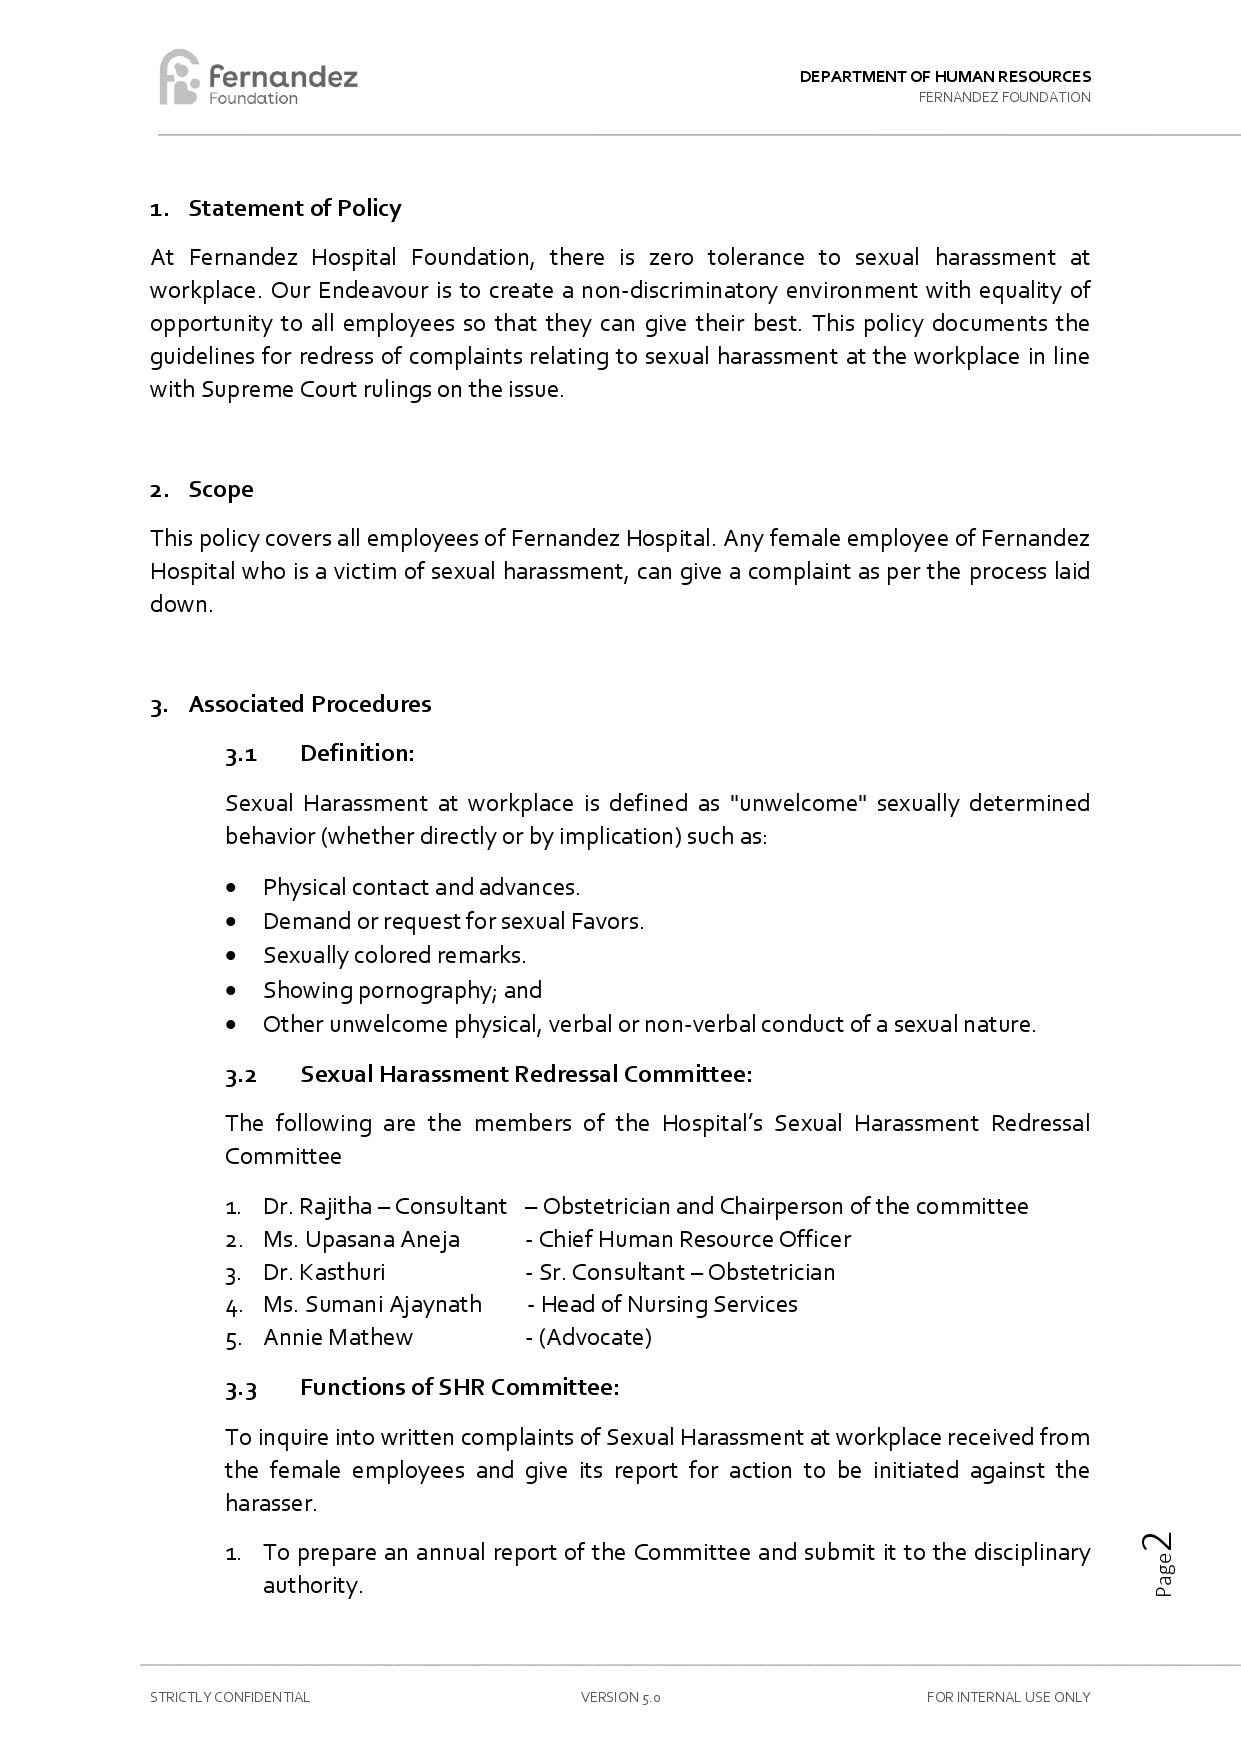 fernandez
Foundation
DEPARTMENT OF HUMAN RESOURCES
FERNANDEZ FOUNDATION
1. Statement of Policy
At Fernandez Hospital Foundation, there is zero tolerance to sexual harassment at
workplace. Our Endeavour is to create a non-discriminatory environment with equality of
opportunity to all employees so that they can give their best. This policy documents the
guidelines for redress of complaints relating to sexual harassment at the workplace in line
with Supreme Court rulings on the issue.
2. Scope
This policy covers all employees of Fernandez Hospital. Any female employee of Fernandez
Hospital who is a victim of sexual harassment, can give a complaint as per the process laid
down.
3. Associated Procedures
3.1 Definition:
Sexual Harassment at workplace is defined as "unwelcome" sexually determined
behavior (whether directly or by implication) such as:
• Physical contact and advances.
• Demand or request for sexual Favors.
• Sexually colored remarks.
• Showing pornography; and
• Other unwelcome physical, verbal or non-verbal conduct of a sexual nature.
3.2 Sexual Harassment Redressal Committee:
The following are the members of the Hospital’s Sexual Harassment Redressal
Committee
1. Dr. Rajitha – Consultant – Obstetrician and Chairperson of the committee
2. Ms. Upasana Aneja - Chief Human Resource Officer
3. Dr. Kasthuri - Sr. Consultant – Obstetrician
4. Ms. Sumani Ajaynath - Head of Nursing Services
5. Annie Mathew - (Advocate)
3.3 Functions of SHR Committee:
To inquire into written complaints of Sexual Harassment at workplace received from
the female employees and give its report for action to be initiated against the
harasser.
1. To prepare an annual report of the Committee and submit it to the disciplinary
authority.
Page 2
STRICTLY CONFIDENTIAL VERSION 5.0 FOR INTERNAL USE ONLY